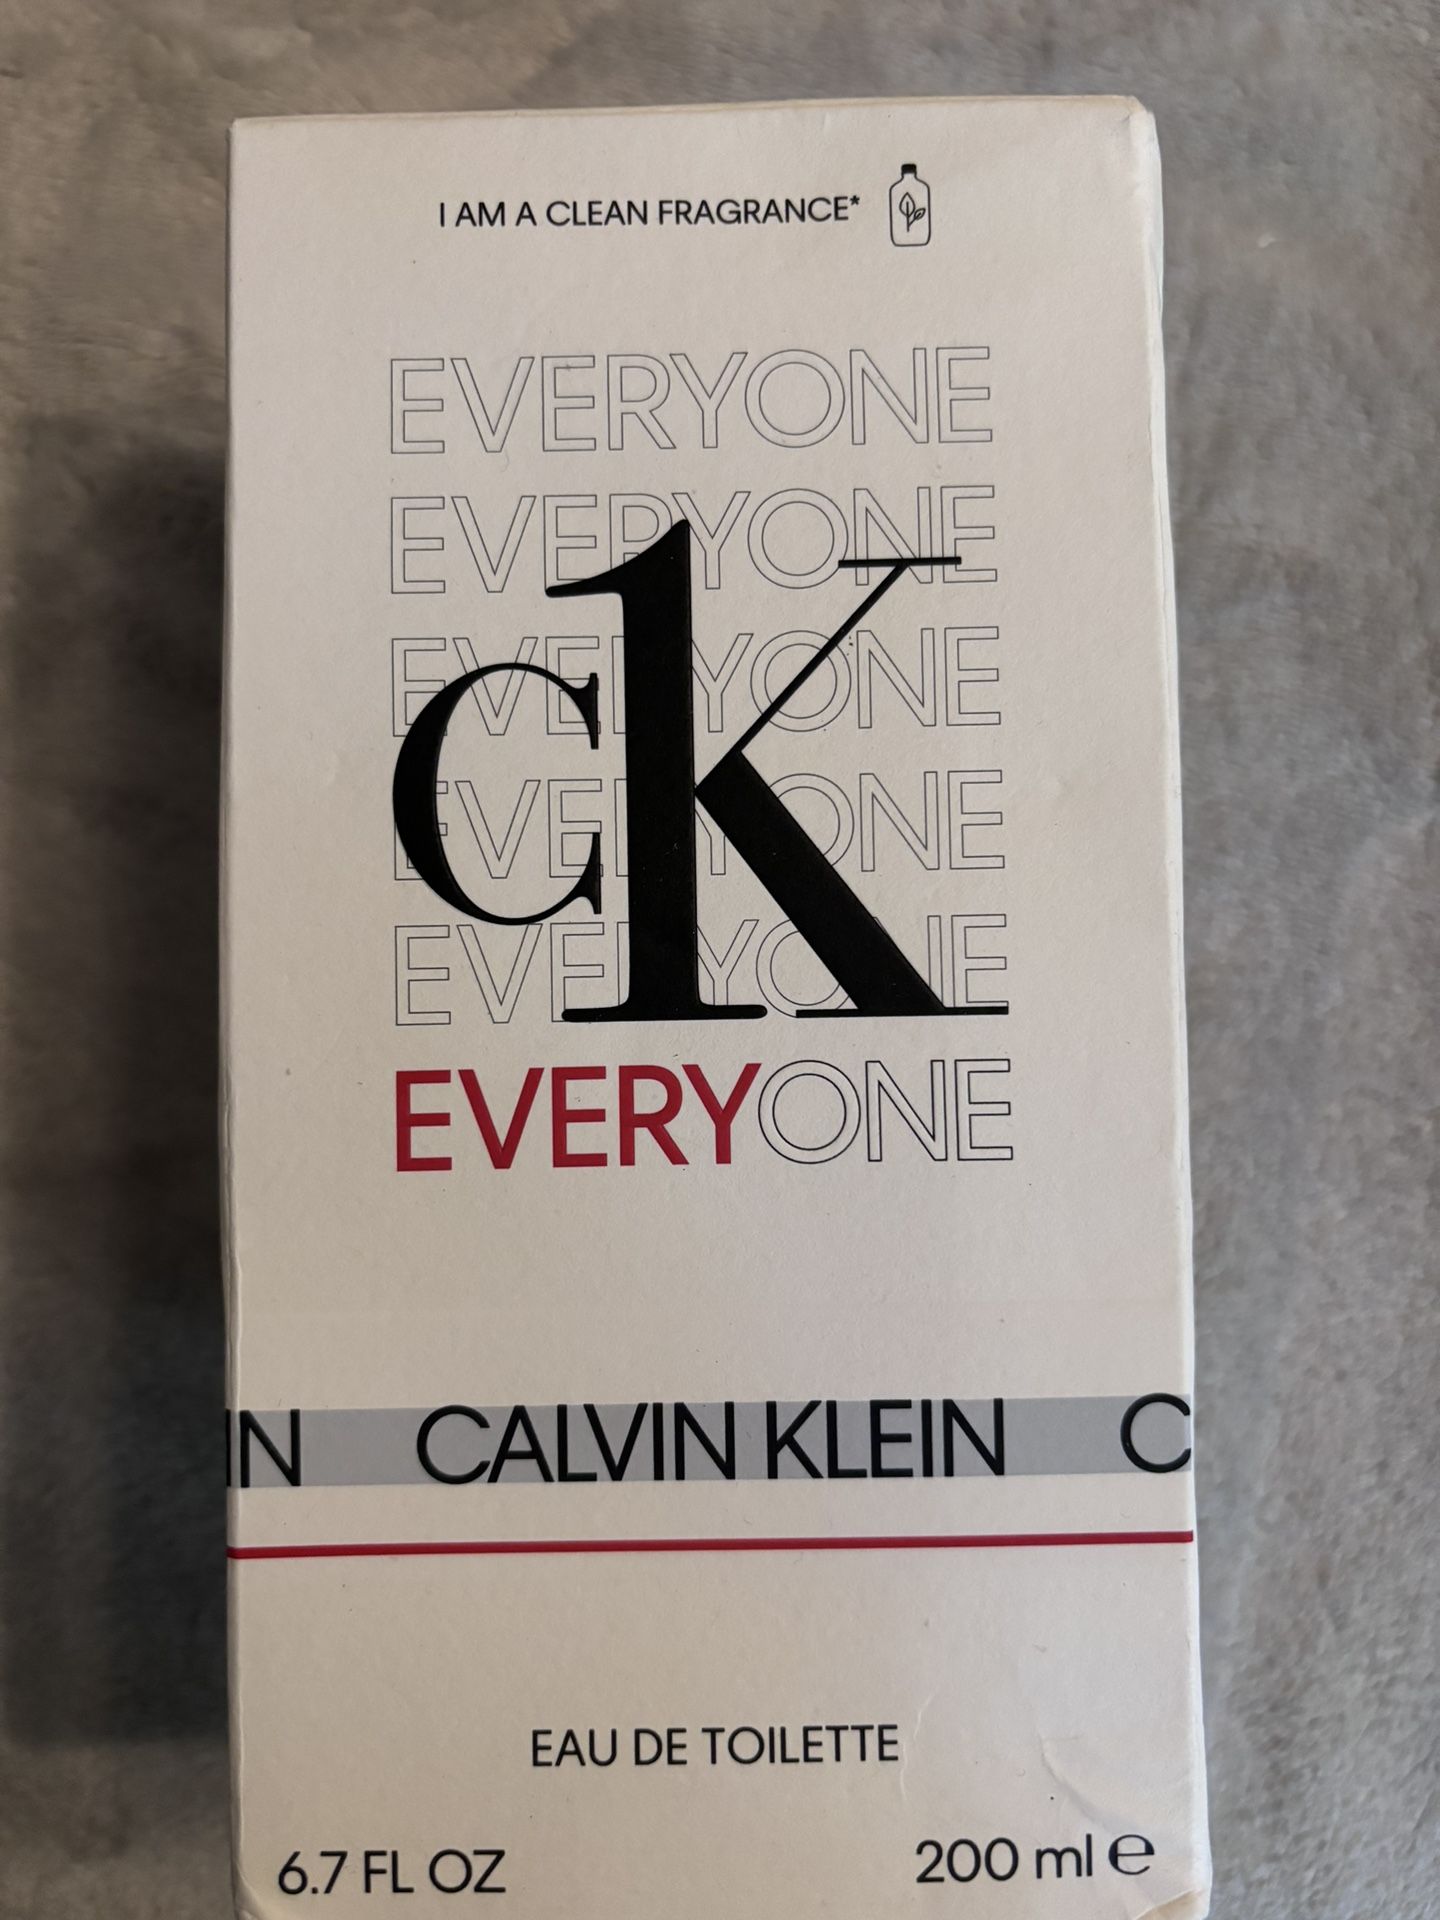 I AM A CLEAN FRAGRANCE*
EVERYONE
EVERYONE
EVERYONE
EVERYONE
EVERYONE
ck
EVERYONE
IN CALVIN KLEIN C
EAU DE TOILETTE
6.7 FL OZ 200 ml ℮